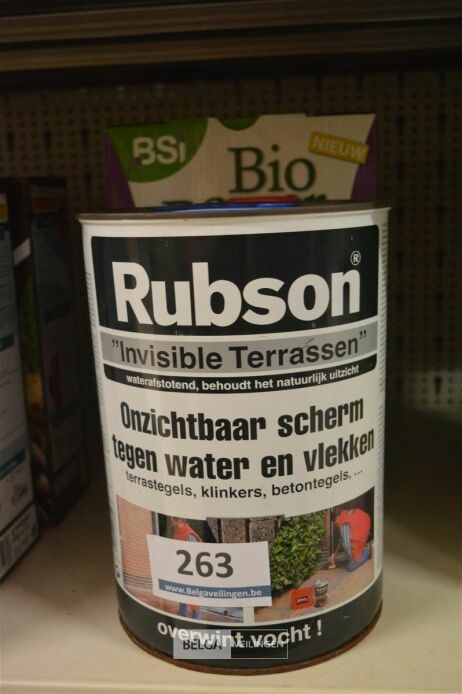 BSi
NIEUW
Bio
Rubson®
"Invisible Terrassen"
waterafstotend, behoudt het natuurlijk uitzicht
Onzichtbaar scherm
tegen water en vlekken
terrastegels, klinkers, betontegels, ...
263
www.Belgaveilingen.be
overwint vocht !
BELGA VEILINGEN